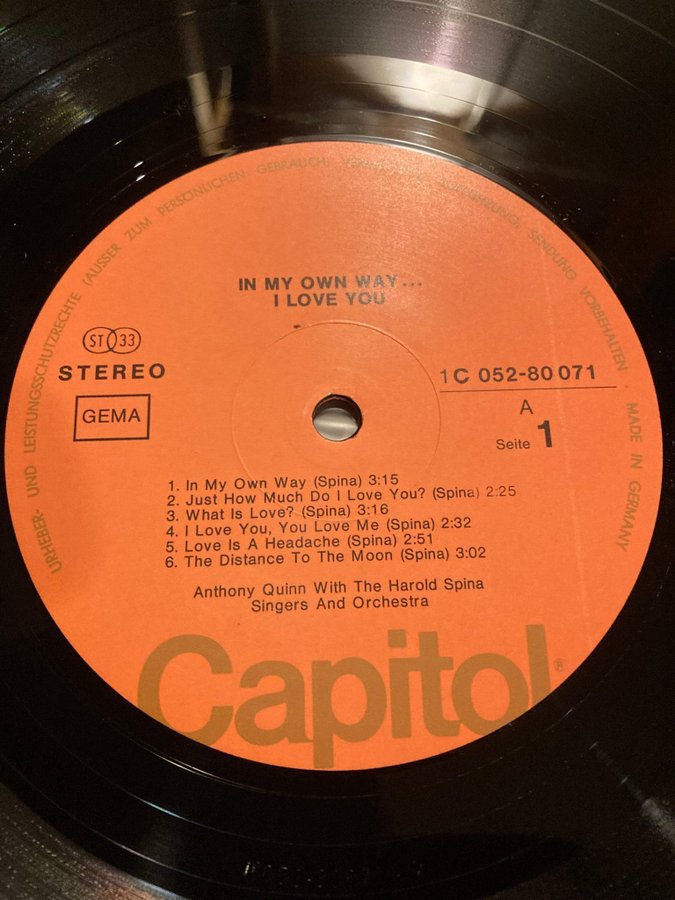 URHEBER- UND LEISTUNGSSCHUTZRECHTE (AUSSER ZUM PERSÖNLICHEN GEBRAUCH) SENDUNG VORBEHALTEN MADE IN GERMANY
IN MY OWN WAY...
I LOVE YOU
ST 33
STEREO
GEMA
1C 052-80 071
A
Seite 1
1. In My Own Way (Spina) 3:15
2. Just How Much Do I Love You? (Spina) 2:25
3. What Is Love? (Spina) 3:16
4. I Love You, You Love Me (Spina) 2:32
5. Love Is A Headache (Spina) 2:51
6. The Distance To The Moon (Spina) 3:02
Anthony Quinn With The Harold Spina
Singers And Orchestra
Capitol®